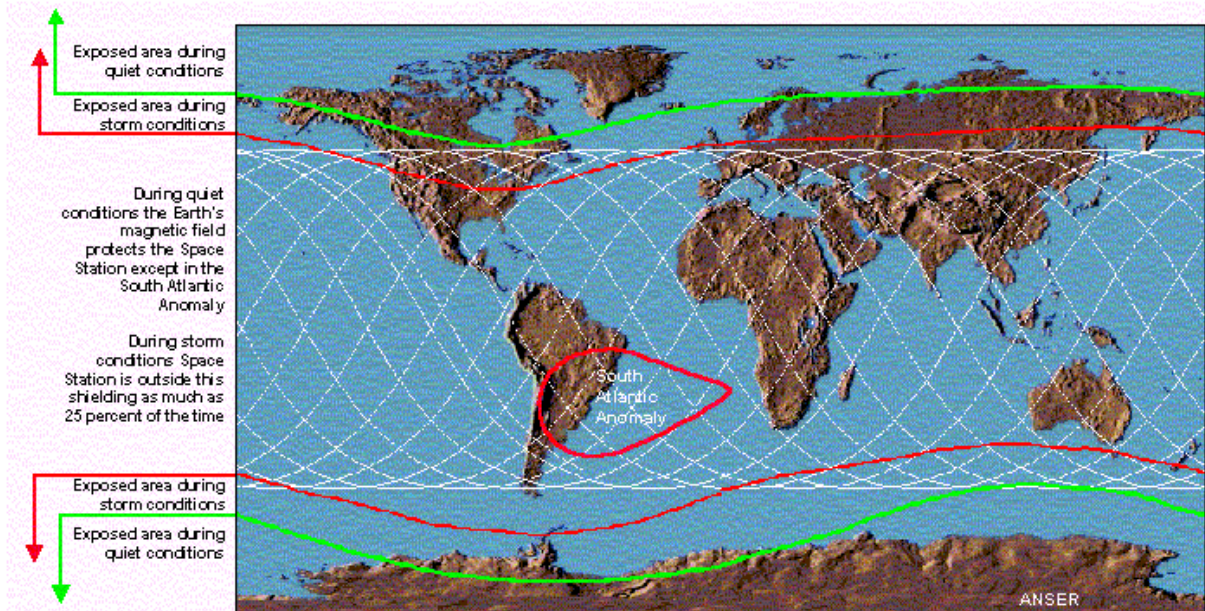 Exposed area during
quiet conditions
Exposed area during
storm conditions
During quiet
conditions the Earth's
magnetic field
protects the Space
Station except in the
South Atlantic
Anomaly
During storm
conditions Space
Station is outside this
shielding as much as
25 percent of the time
South
Atlantic
Anomaly
Exposed area during
storm conditions
Exposed area during
quiet conditions
ANSER